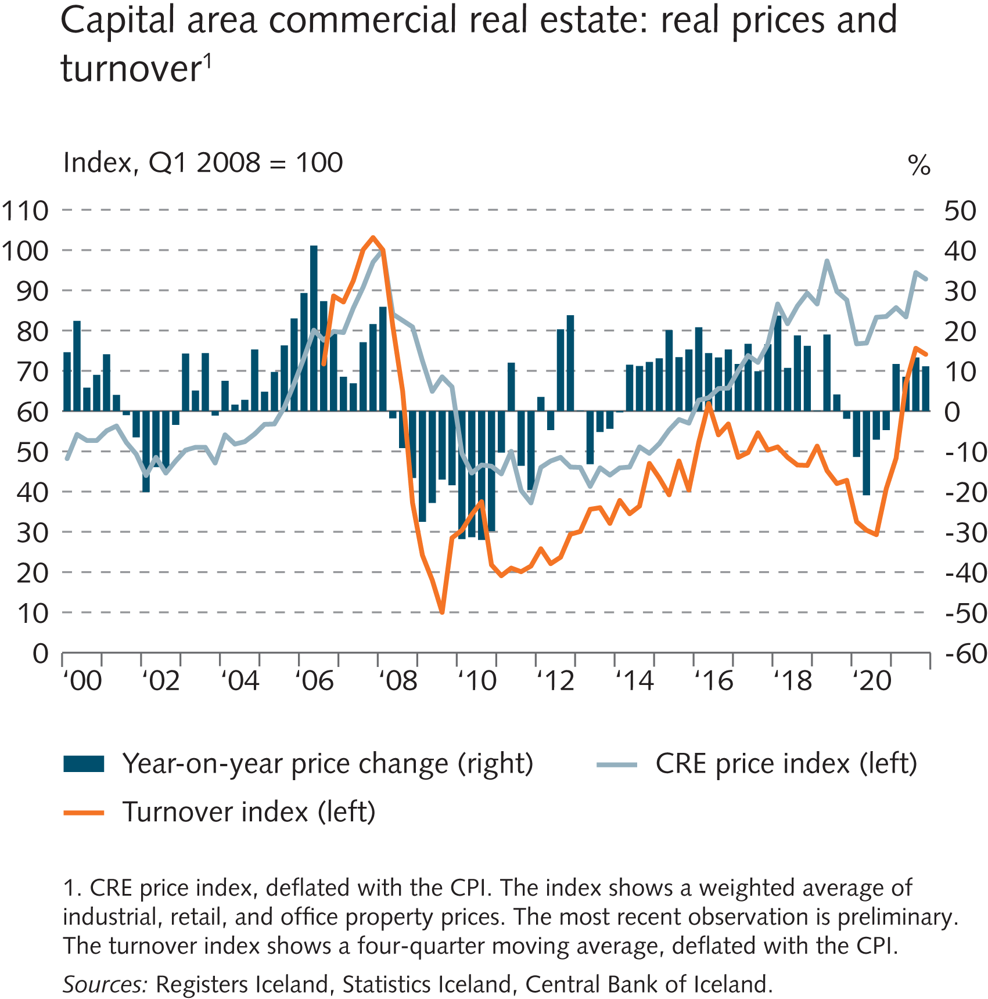 Capital area commercial real estate: real prices and
turnover¹
Index, Q1 2008 = 100 %
110 50
100 40
90 30
80 20
70 10
60 0
50 -10
40 -20
30 -30
20 -40
10 -50
0 -60
‘00 ‘02 ‘04 ‘06 ‘08 ‘10 ‘12 ‘14 ‘16 ‘18 ‘20
Year-on-year price change (right) CRE price index (left)
Turnover index (left)
1. CRE price index, deflated with the CPI. The index shows a weighted average of
industrial, retail, and office property prices. The most recent observation is preliminary.
The turnover index shows a four-quarter moving average, deflated with the CPI.
Sources: Registers Iceland, Statistics Iceland, Central Bank of Iceland.